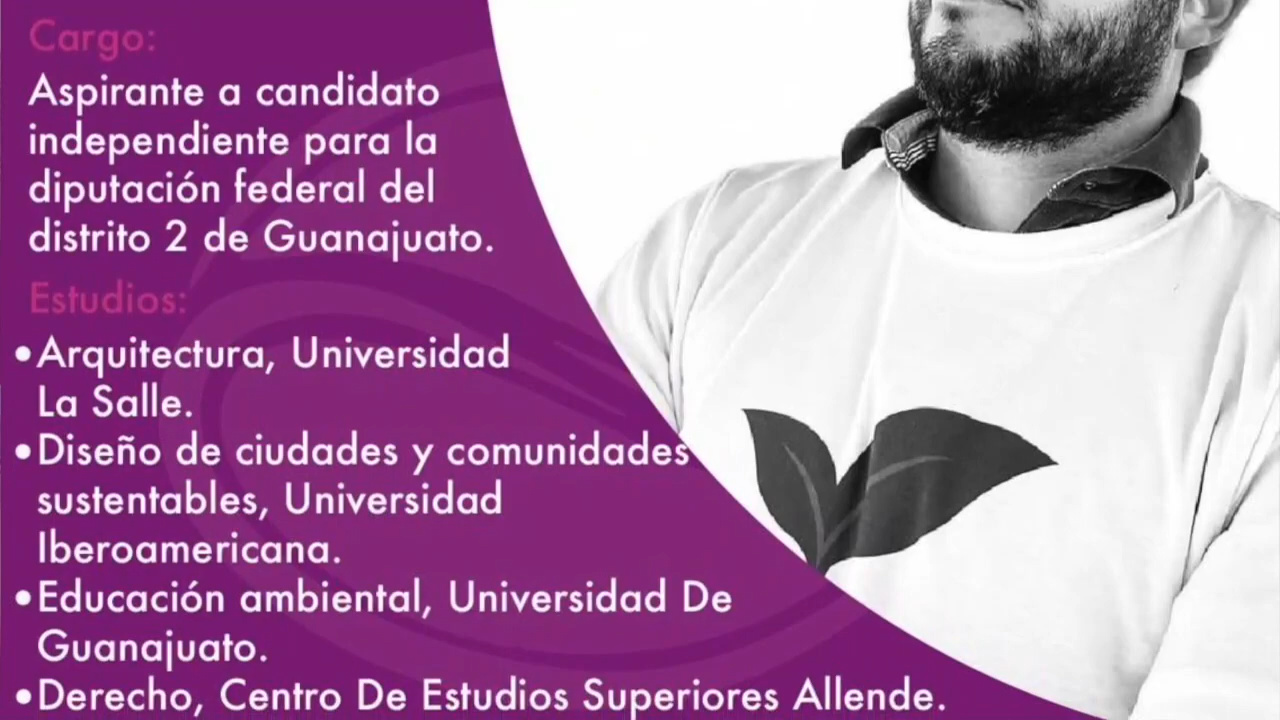 Cargo:
Aspirante a candidato
independiente para la
diputación federal del
distrito 2 de Guanajuato.
Estudios:
•Arquitectura, Universidad
La Salle.
•Diseño de ciudades y comunidades
sustentables, Universidad
Iberoamericana.
•Educación ambiental, Universidad De
Guanajuato.
•Derecho, Centro De Estudios Superiores Allende.